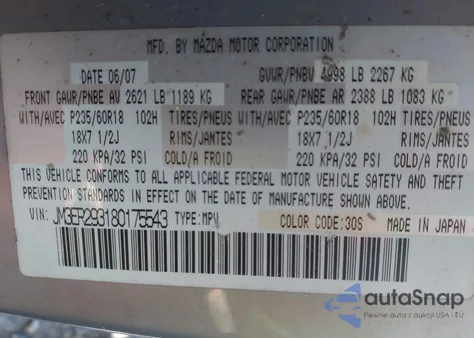 MFD. BY MAZDA MOTOR CORPORATION
DATE 06/07 GVWR/PNBV 4998 LB 2267 KG
FRONT GAWR/PNBE AV 2621 LB 1189 KG REAR GAWR/PNBE AR 2388 LB 1083 KG
WITH/AVEC P235/60R18 102H TIRES/PNEUS WITH/AVEC P235/60R18 102H TIRES/PNEUS
18X7 1/2J RIMS/JANTES 18X7 1/2J RIMS/JANTES
220 KPA/32 PSI COLD/A FROID 220 KPA/32 PSI COLD/A FROID
THIS VEHICLE CONFORMS TO ALL APPLICABLE FEDERAL MOTOR VEHICLE SAFETY AND THEFT
PREVENTION STANDARDS IN EFFECT ON THE DATE OF MANUFACTURE SHOWN ABOVE.
VIN: JM3ER293180175543 TYPE: MPV COLOR CODE: 30S MADE IN JAPAN
autoSnap
Pewne auto z aukcji USA i EU